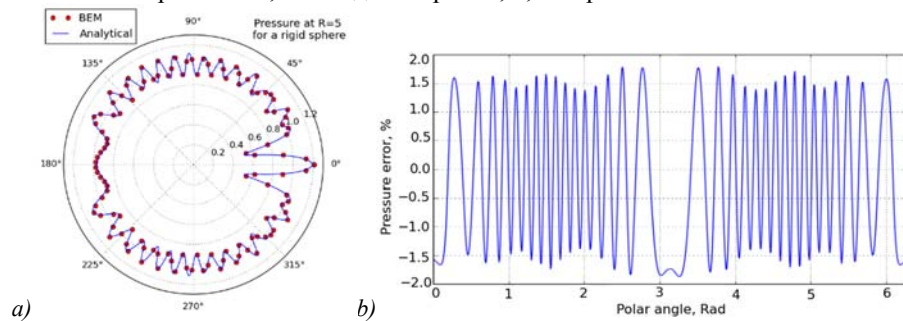 BEM
Analytical
Pressure at R=5
for a rigid sphere
90°
135°
45°
180°
0°
225°
315°
270°
0.2
0.4
0.6
0.8
1.0
1.2
a)
2.0
1.5
1.0
0.5
0.0
−0.5
−1.0
−1.5
−2.0
Pressure error, %
0 1 2 3 4 5 6
Polar angle, Rad
b)